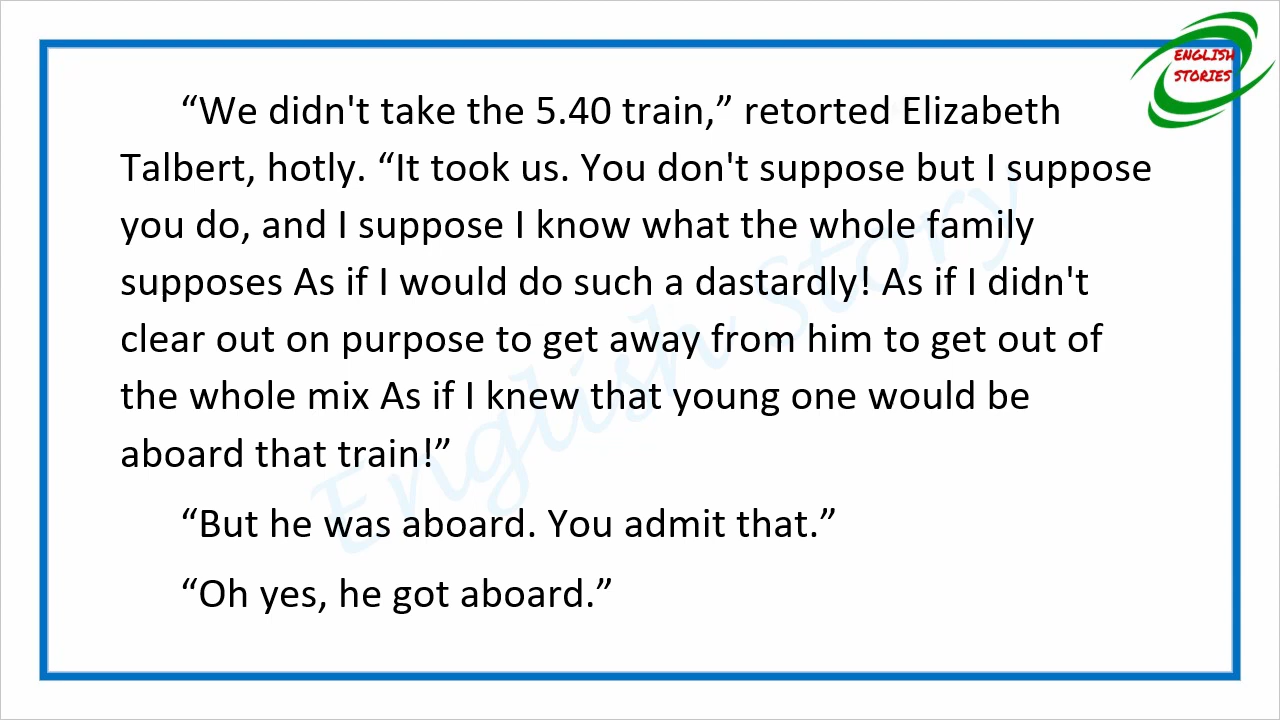 ENGLISH
STORIES
“We didn't take the 5.40 train,” retorted Elizabeth
Talbert, hotly. “It took us. You don't suppose but I suppose
you do, and I suppose I know what the whole family
supposes As if I would do such a dastardly! As if I didn't
clear out on purpose to get away from him to get out of
the whole mix As if I knew that young one would be
aboard that train!”
“But he was aboard. You admit that.”
“Oh yes, he got aboard.”
English Story